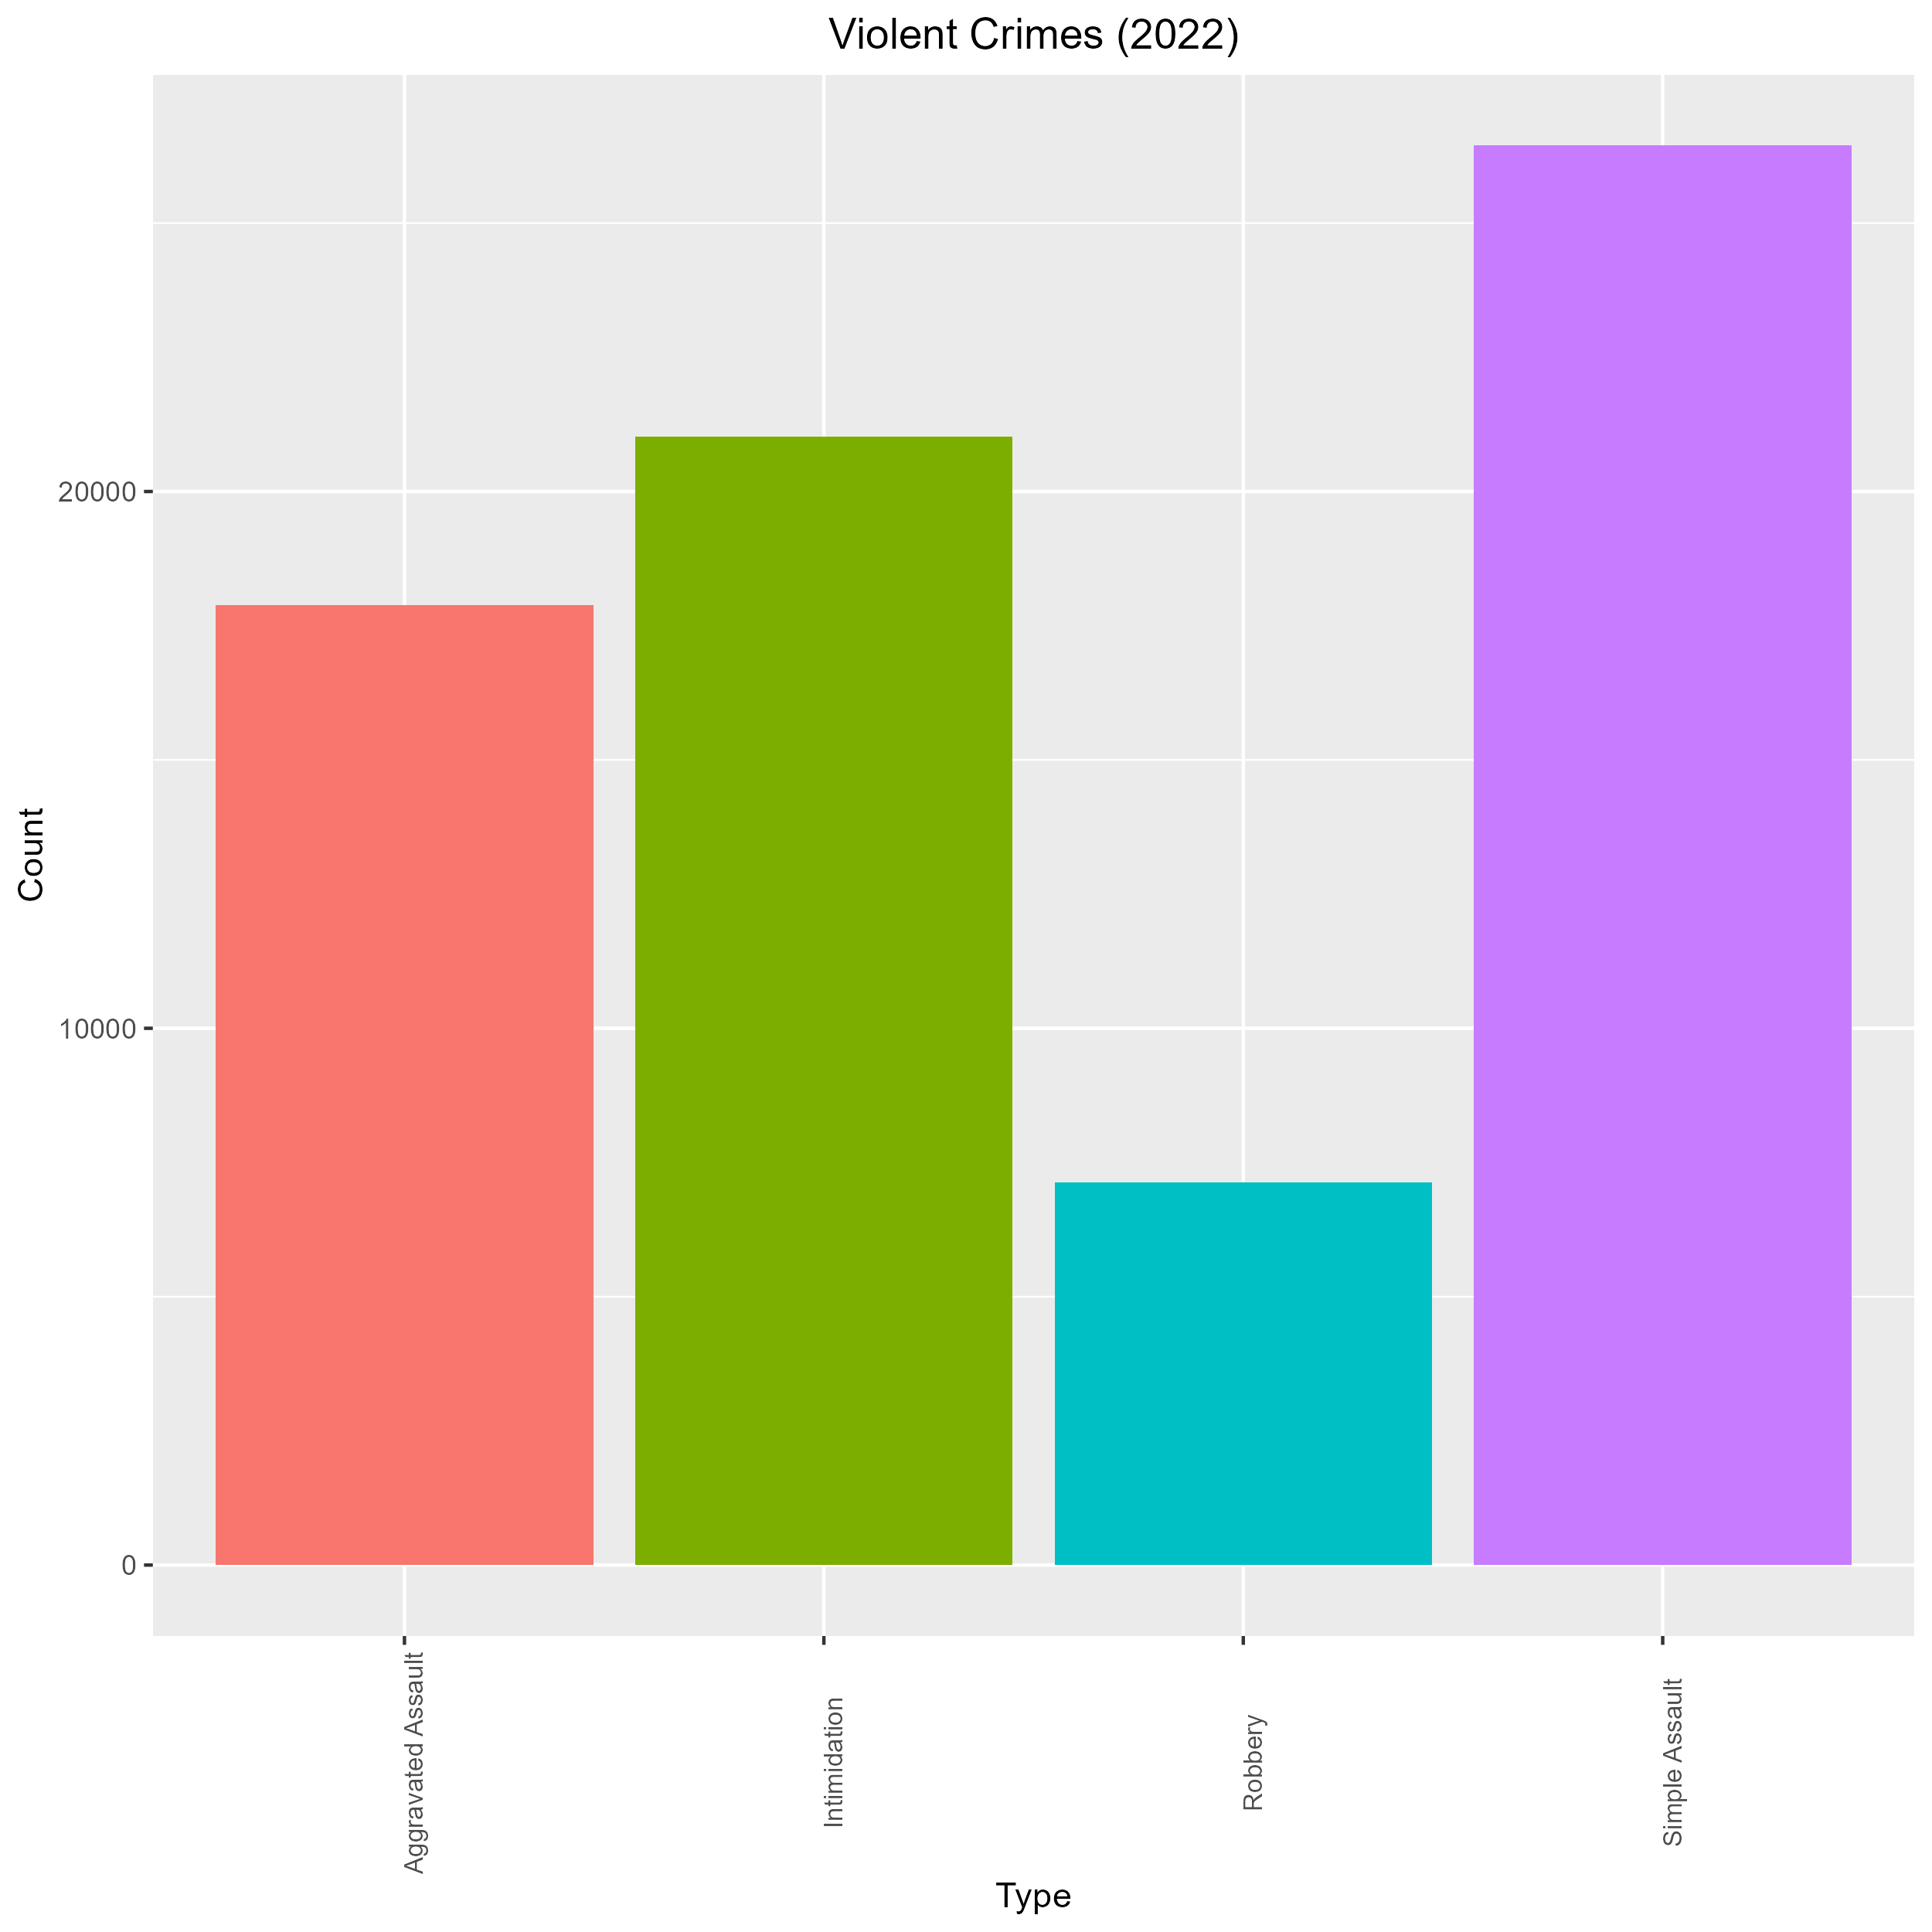 Violent Crimes (2022)
Count
20000
10000
0
Aggravated Assault
Intimidation
Robbery
Simple Assault
Type